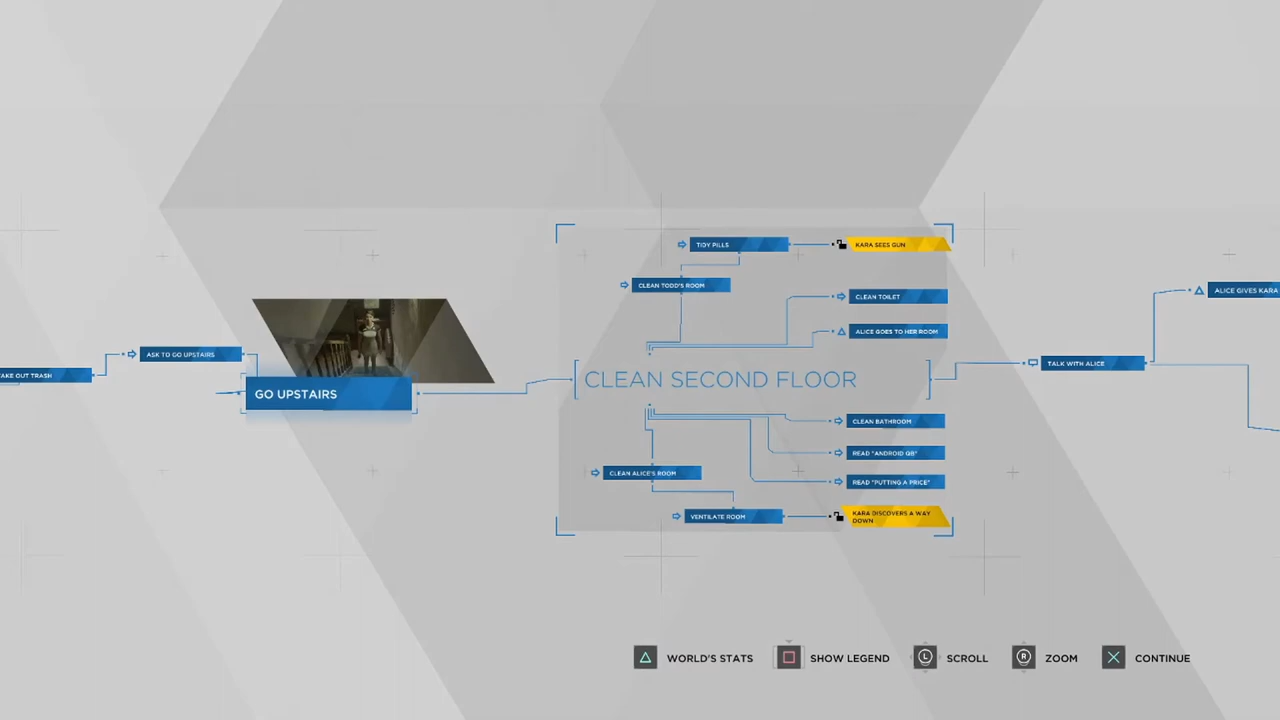 TIDY PILLS
KARA SEES GUN
CLEAN TODD'S ROOM
CLEAN TOILET
ALICE GIVES KARA
ALICE GOES TO HER ROOM
ASK TO GO UPSTAIRS
TALK WITH ALICE
AKE OUT TRASH
CLEAN SECOND FLOOR
GO UPSTAIRS
CLEAN BATHROOM
READ "ANDROID QB"
CLEAN ALICE'S ROOM
READ "PUTTING A PRICE"
VENTILATE ROOM
KARA DISCOVERS A WAY
DOWN
WORLD'S STATS
SHOW LEGEND
L
SCROLL
R
ZOOM
CONTINUE